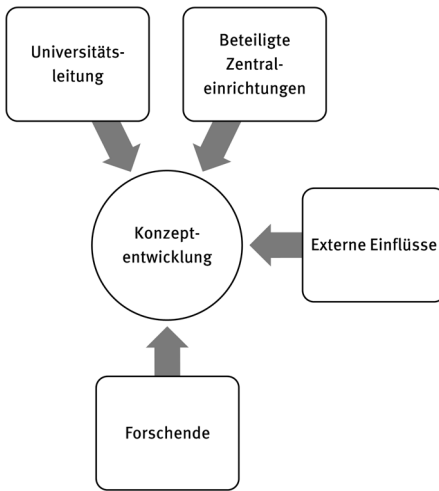 Universitäts-
leitung
Beteiligte
Zentral-
einrichtungen
Konzept-
entwicklung
Externe Einflüsse
Forschende